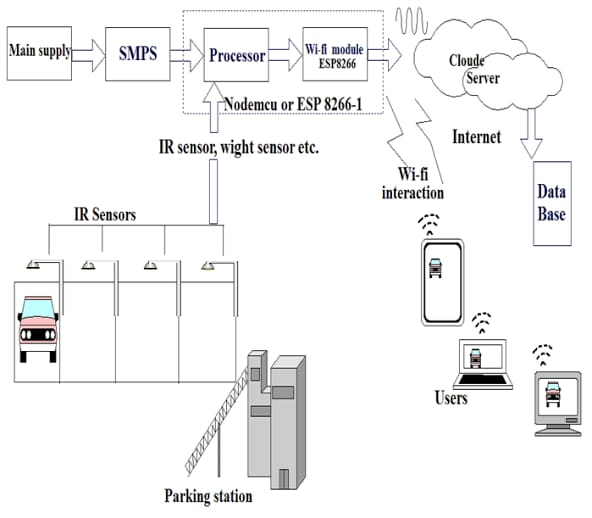 Main supply
SMPS
Processor
Wi-fi module
ESP8266
Cloude
Server
Nodemcu or ESP 8266-1
Internet
IR sensor, wight sensor etc.
Wi-fi
interaction
Data
Base
IR Sensors
Users
Parking station